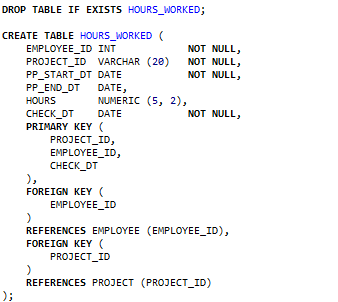 DROP TABLE IF EXISTS HOURS_WORKED;
CREATE TABLE HOURS_WORKED (
EMPLOYEE_ID INT NOT NULL,
PROJECT_ID VARCHAR (20) NOT NULL,
PP_START_DT DATE NOT NULL,
PP_END_DT DATE,
HOURS NUMERIC (5, 2),
CHECK_DT DATE NOT NULL,
PRIMARY KEY (
PROJECT_ID,
EMPLOYEE_ID,
CHECK_DT
),
FOREIGN KEY (
EMPLOYEE_ID
)
REFERENCES EMPLOYEE (EMPLOYEE_ID),
FOREIGN KEY (
PROJECT_ID
)
REFERENCES PROJECT (PROJECT_ID)
);